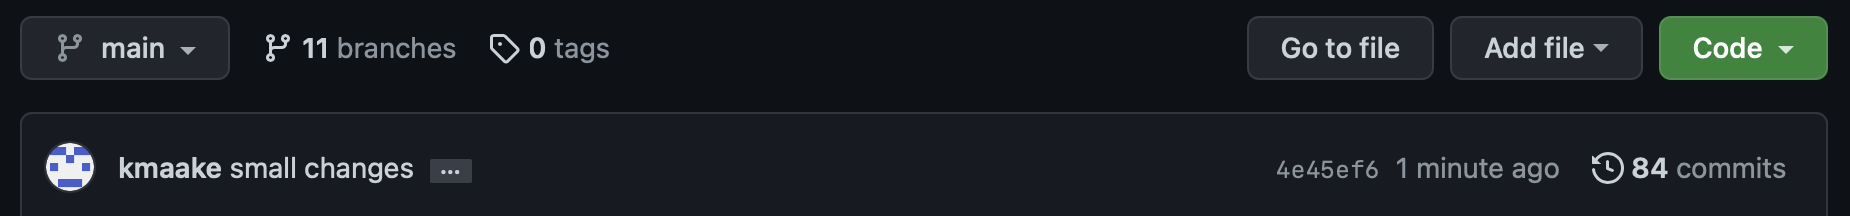 main 11 branches 0 tags Go to file Add file Code
kmaake small changes ... 4e45ef6 1 minute ago 84 commits